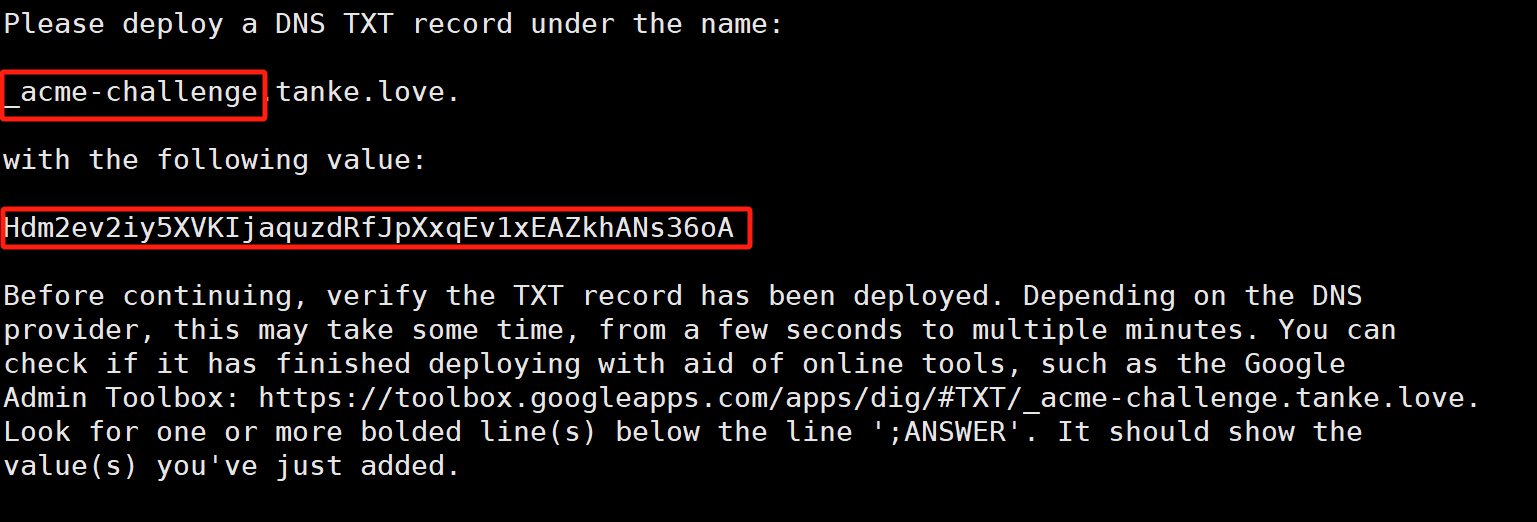 Please deploy a DNS TXT record under the name:
_acme-challenge.tanke.love.
with the following value:
Hdm2ev2iy5XVKIjaquzdRfJpXxqEv1xEAZkhANs36oA
Before continuing, verify the TXT record has been deployed. Depending on the DNS
provider, this may take some time, from a few seconds to multiple minutes. You can
check if it has finished deploying with aid of online tools, such as the Google
Admin Toolbox: https://toolbox.googleapps.com/apps/dig/#TXT/_acme-challenge.tanke.love.
Look for one or more bolded line(s) below the line ';ANSWER'. It should show the
value(s) you've just added.